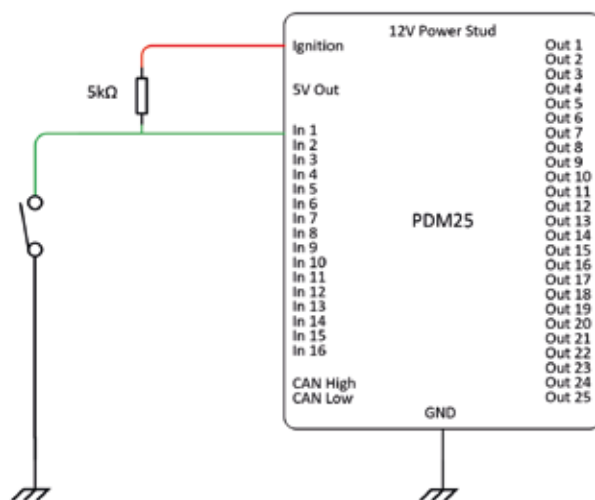 12V Power Stud
Ignition
5kΩ
5V Out
In 1
In 2
In 3
In 4
In 5
In 6
In 7
In 8
In 9
In 10
In 11
In 12
In 13
In 14
In 15
In 16
CAN High
CAN Low
PDM25
GND
Out 1
Out 2
Out 3
Out 4
Out 5
Out 6
Out 7
Out 8
Out 9
Out 10
Out 11
Out 12
Out 13
Out 14
Out 15
Out 16
Out 17
Out 18
Out 19
Out 20
Out 21
Out 22
Out 23
Out 24
Out 25